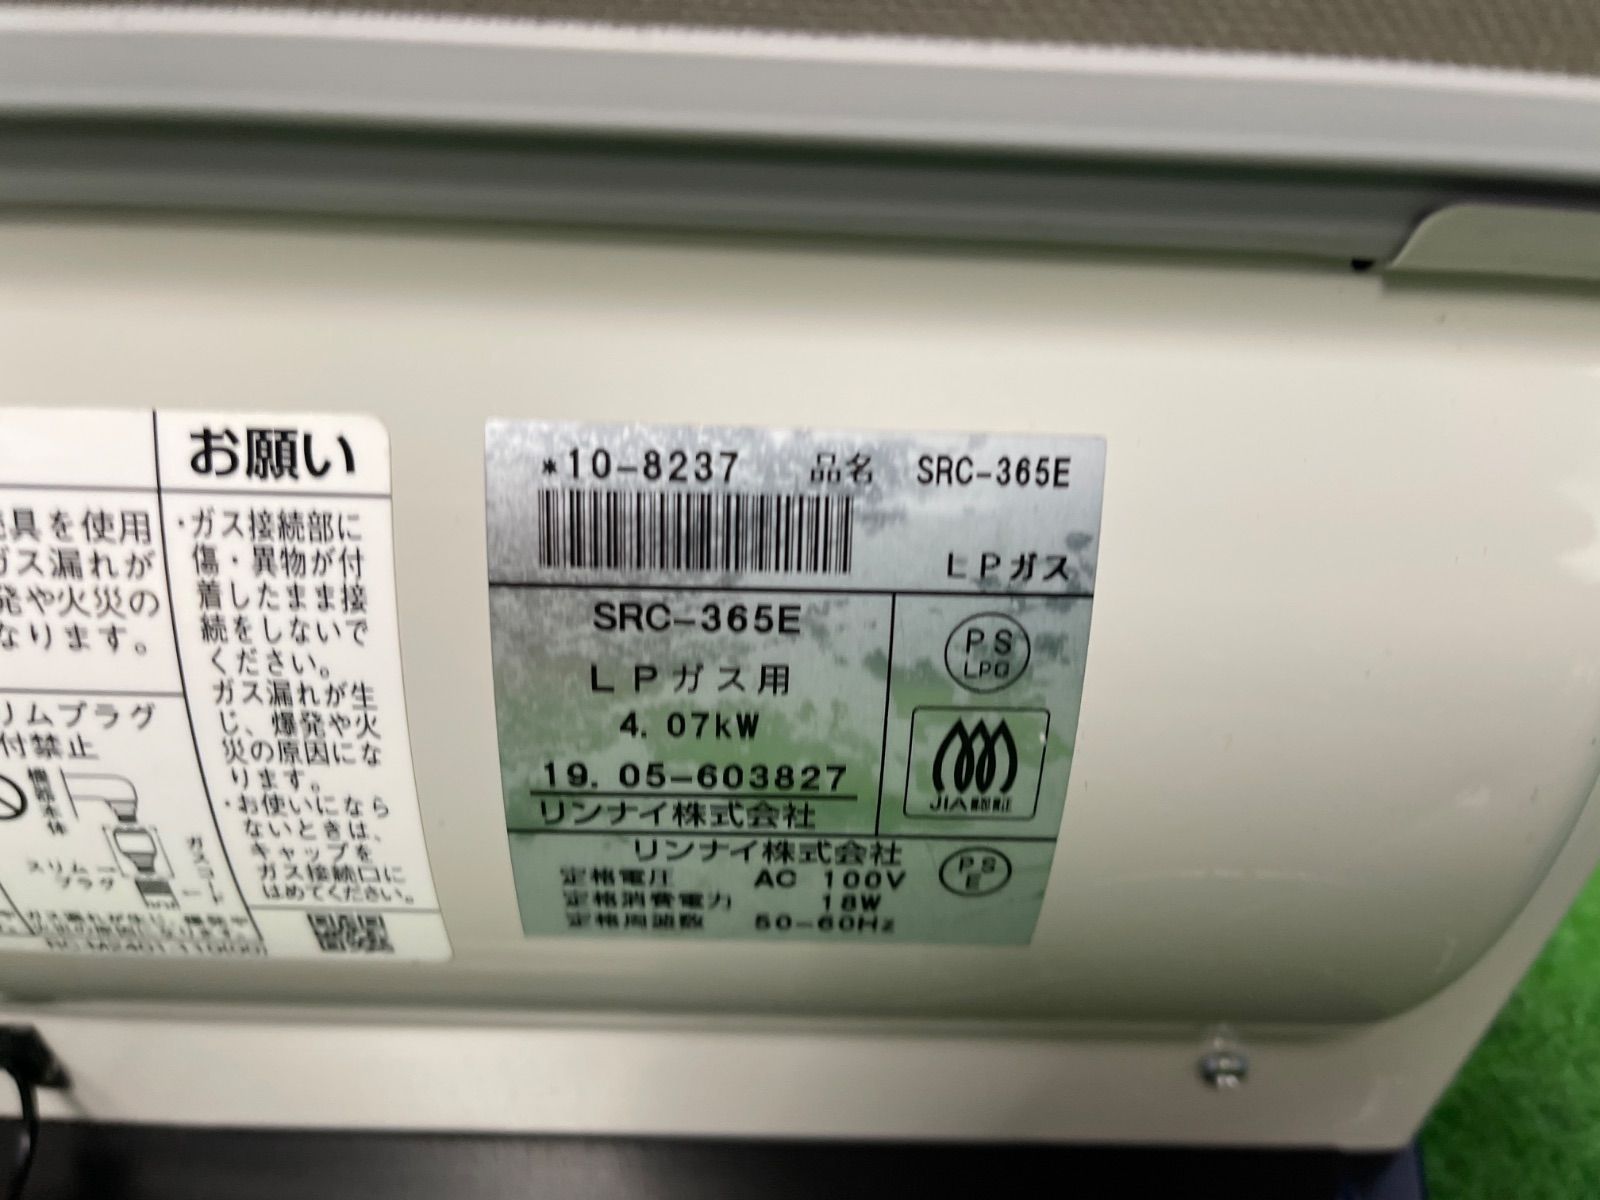 具を使用
ガス漏れが
発や火災の
なります。
リムプラグ
付禁止
機器本体
スリムープラグ
ガスコード
お願い
・ガス接続部に
傷・異物が付
着したまま接
続をしないで
ください。
ガス漏れが生
じ、爆発や火
災の原因にな
ります。
・お使いになら
ないときは、
キャップを
ガス接続口に
はめてください。
*10-8237 品名 SRC-365E
LPガス
SRC-365E
LPガス用
4. 07kW
19. 05-603827
リンナイ株式会社
PS
LPG
JIA
リンナイ株式会社
定格電圧 AC 100V
定格消費電力 18W
定格周波数 50-60Hz
PS
E